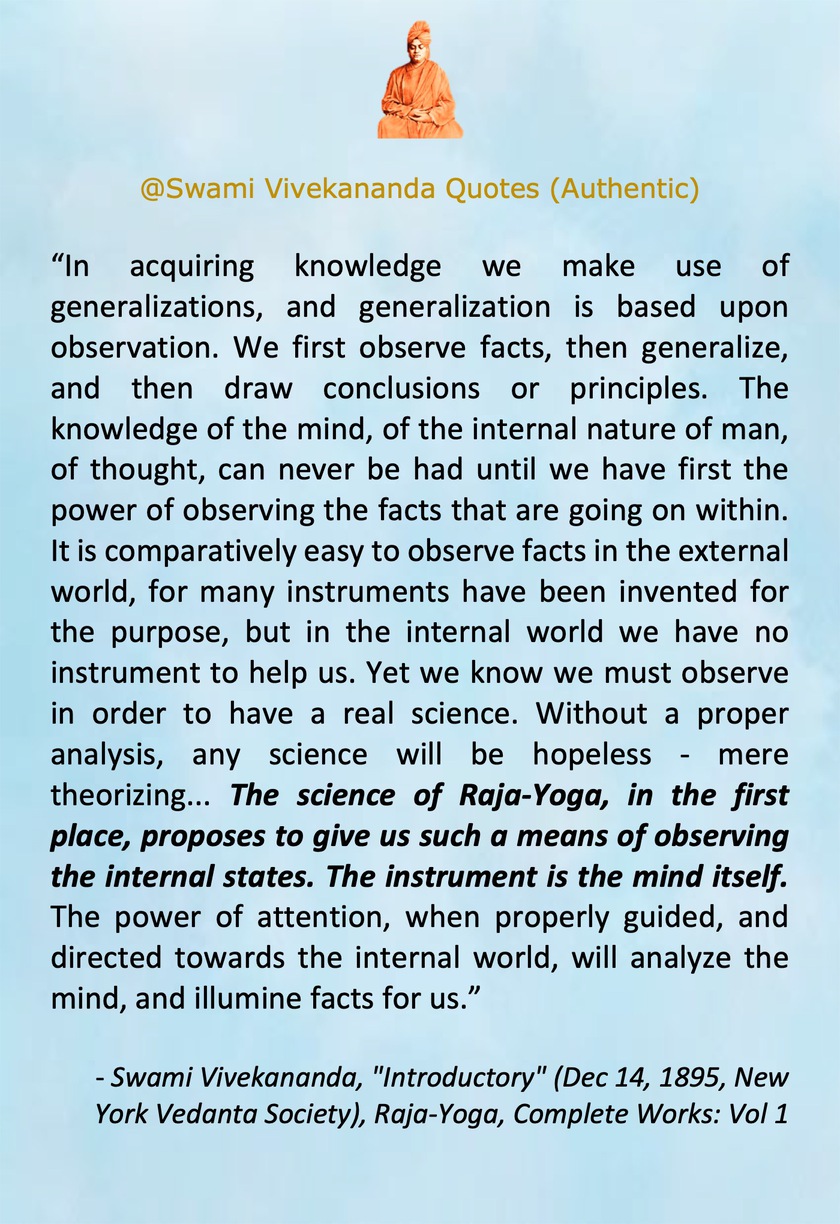 @Swami Vivekananda Quotes (Authentic)
“In acquiring knowledge we make use of
generalizations, and generalization is based upon
observation. We first observe facts, then generalize,
and then draw conclusions or principles. The
knowledge of the mind, of the internal nature of man,
of thought, can never be had until we have first the
power of observing the facts that are going on within.
It is comparatively easy to observe facts in the external
world, for many instruments have been invented for
the purpose, but in the internal world we have no
instrument to help us. Yet we know we must observe
in order to have a real science. Without a proper
analysis, any science will be hopeless - mere
theorizing... The science of Raja-Yoga, in the first
place, proposes to give us such a means of observing
the internal states. The instrument is the mind itself.
The power of attention, when properly guided, and
directed towards the internal world, will analyze the
mind, and illumine facts for us.”
- Swami Vivekananda, "Introductory" (Dec 14, 1895, New
York Vedanta Society), Raja-Yoga, Complete Works: Vol 1